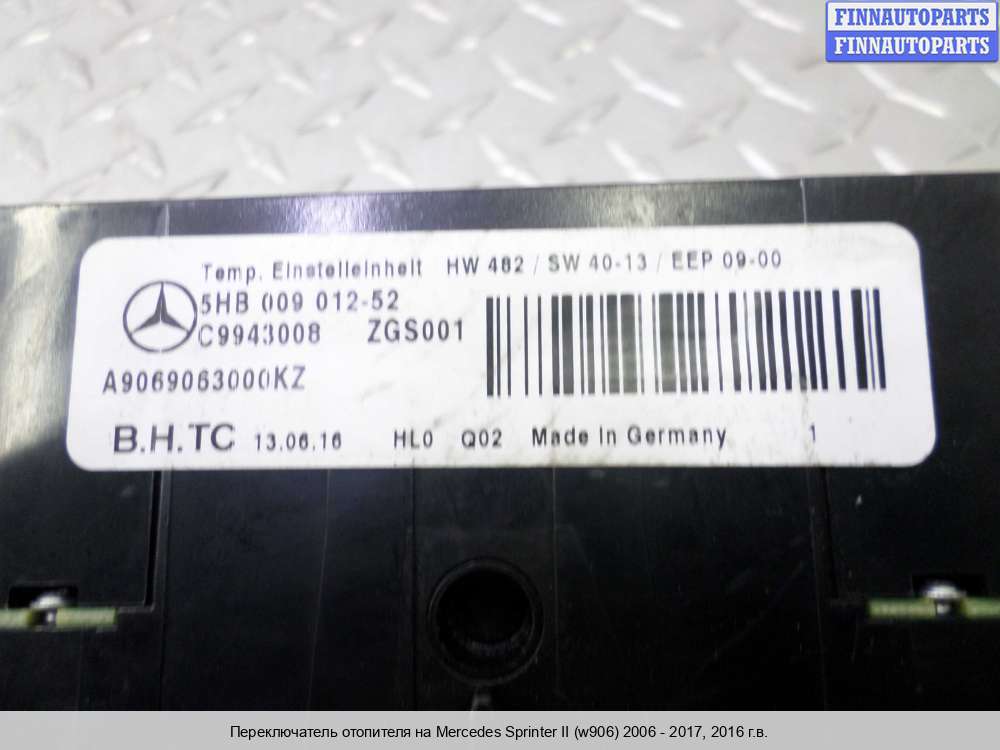 FINNAUTOPARTS
FINNAUTOPARTS
Temp. Einstelleinheit HW 462 / SW 40-13 / EEP 09-00
5HB 009 012-52
C9943008 ZGS001
A9069063000KZ
B.H.TC 13.06.16 HL0 Q02 Made in Germany 1
Переключатель отопителя на Mercedes Sprinter II (w906) 2006 - 2017, 2016 г.в.